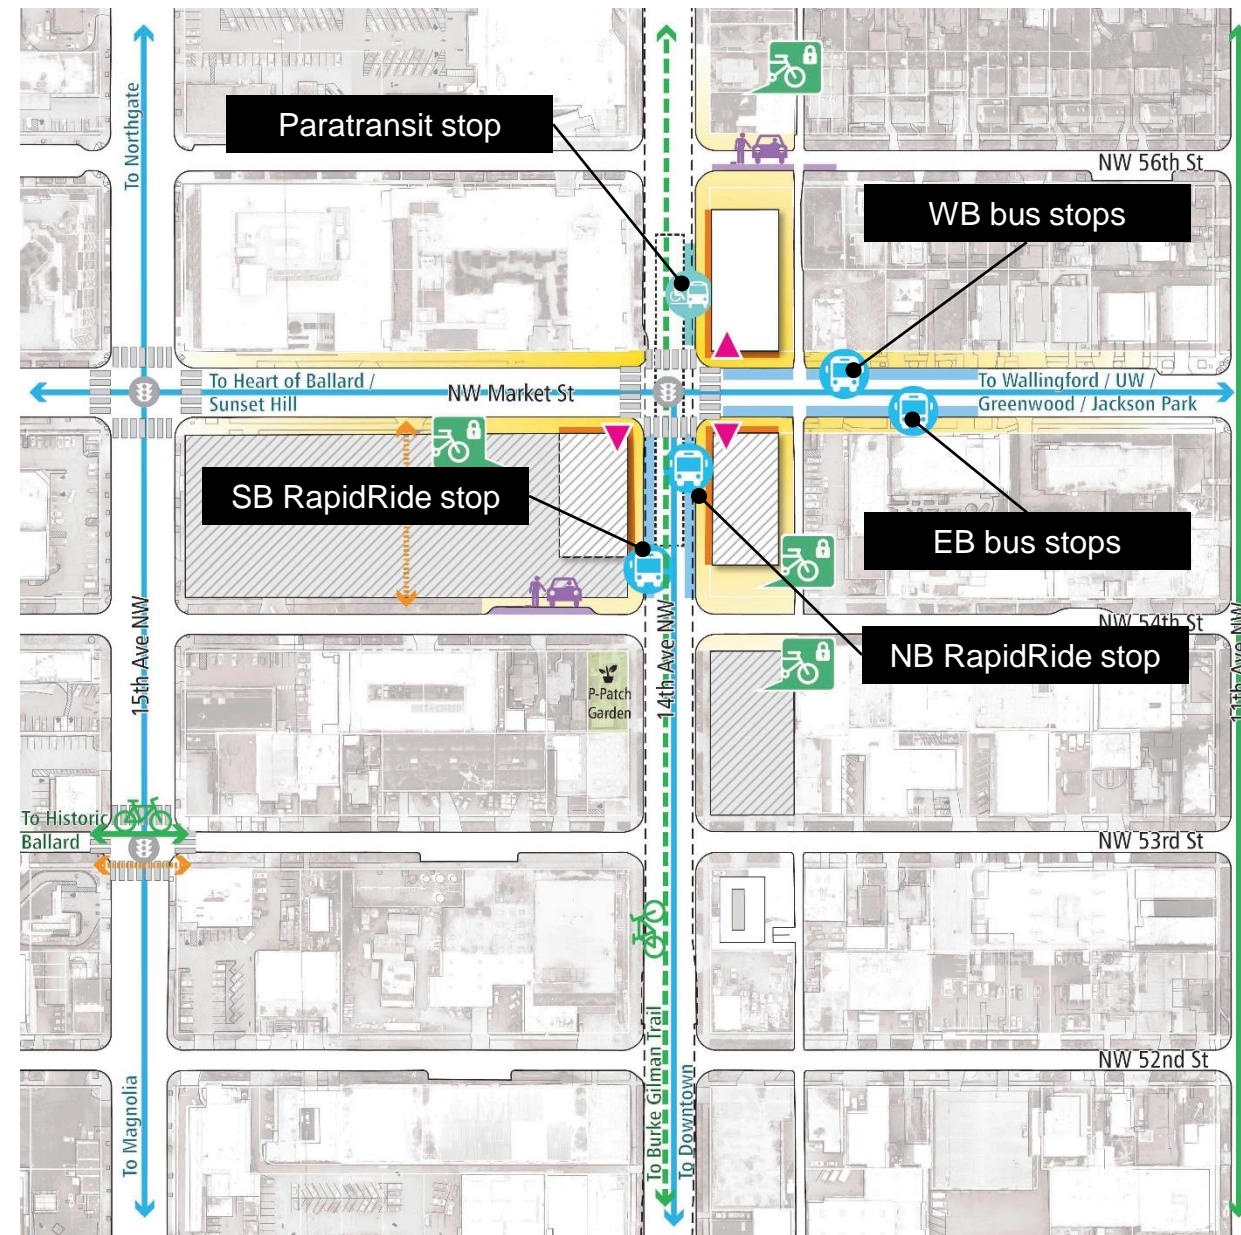 To Northgate
Paratransit stop
NW 56th St
WB bus stops
To Heart of Ballard /
Sunset Hill
NW Market St
To Wallingford / UW /
Greenwood / Jackson Park
SB RapidRide stop
EB bus stops
NW 54th St
NB RapidRide stop
15th Ave NW
14th Ave NW
11th Ave NW
P-Patch
Garden
To Historic
Ballard
NW 53rd St
NW 52nd St
To Magnolia
To Burke Gilman Trail
To Downtown